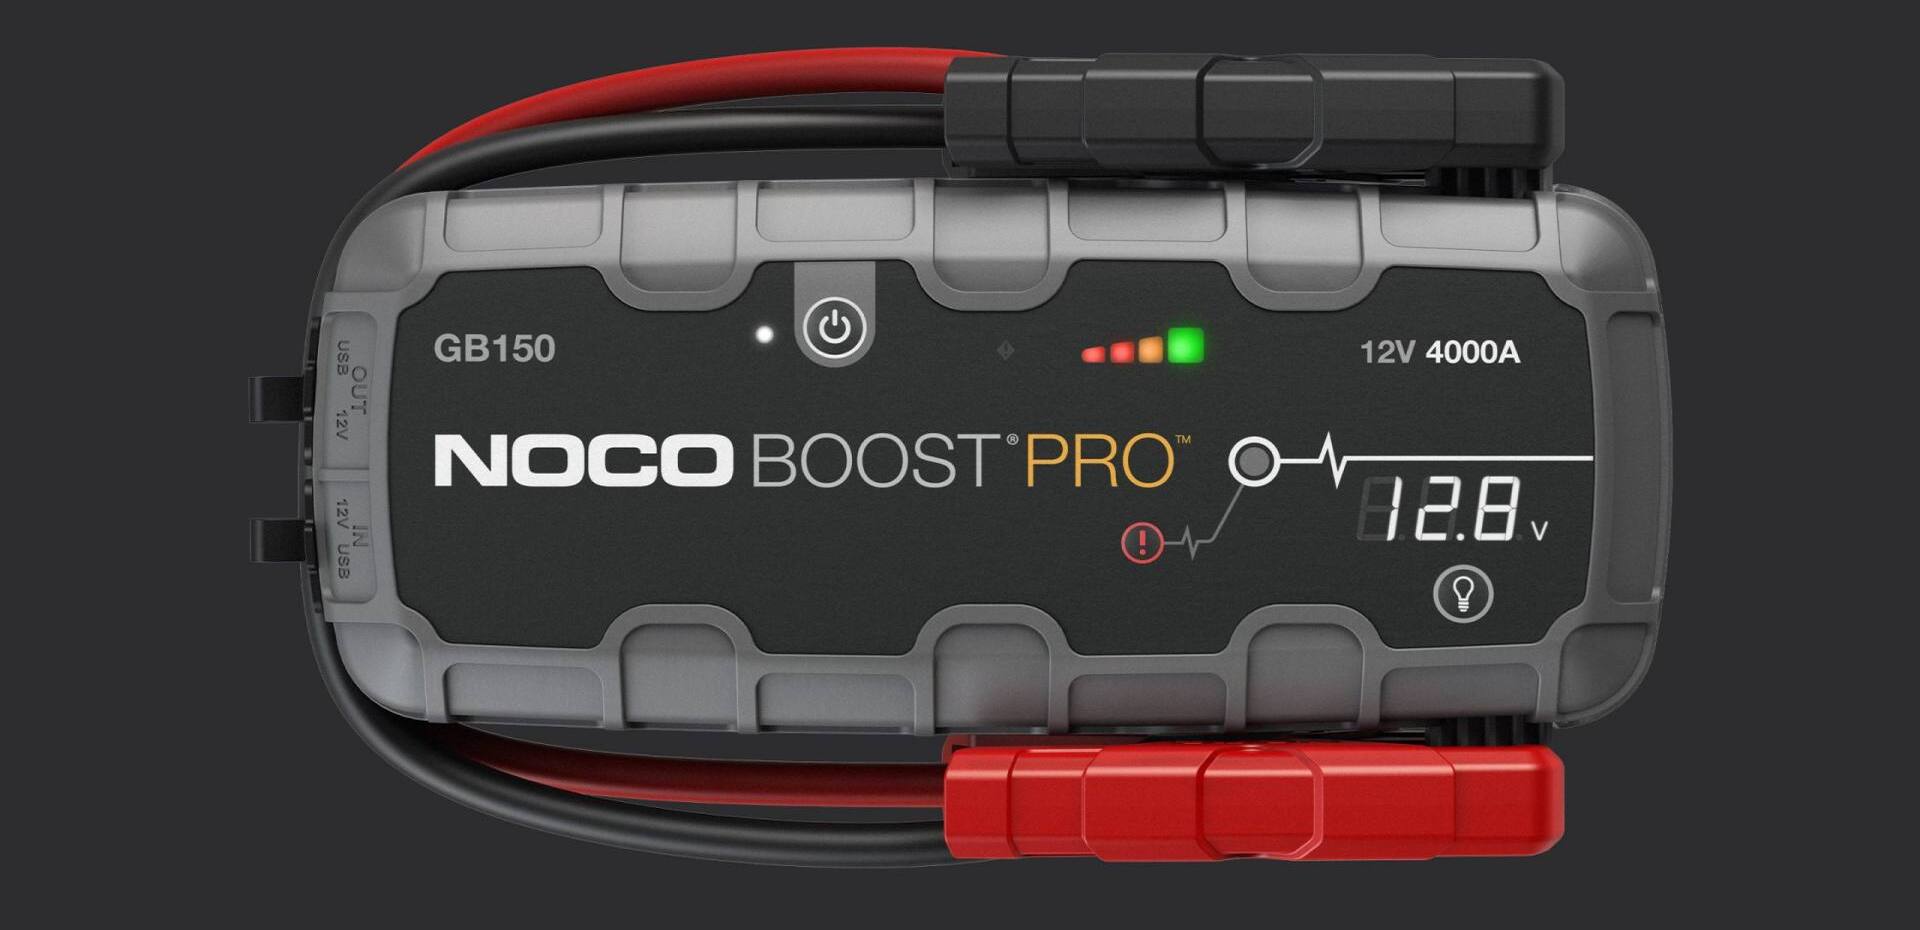 GB150
12V 4000A
NOCO BOOST® PRO™
12.8 V
USB
OUT
12V
12V
IN
USB